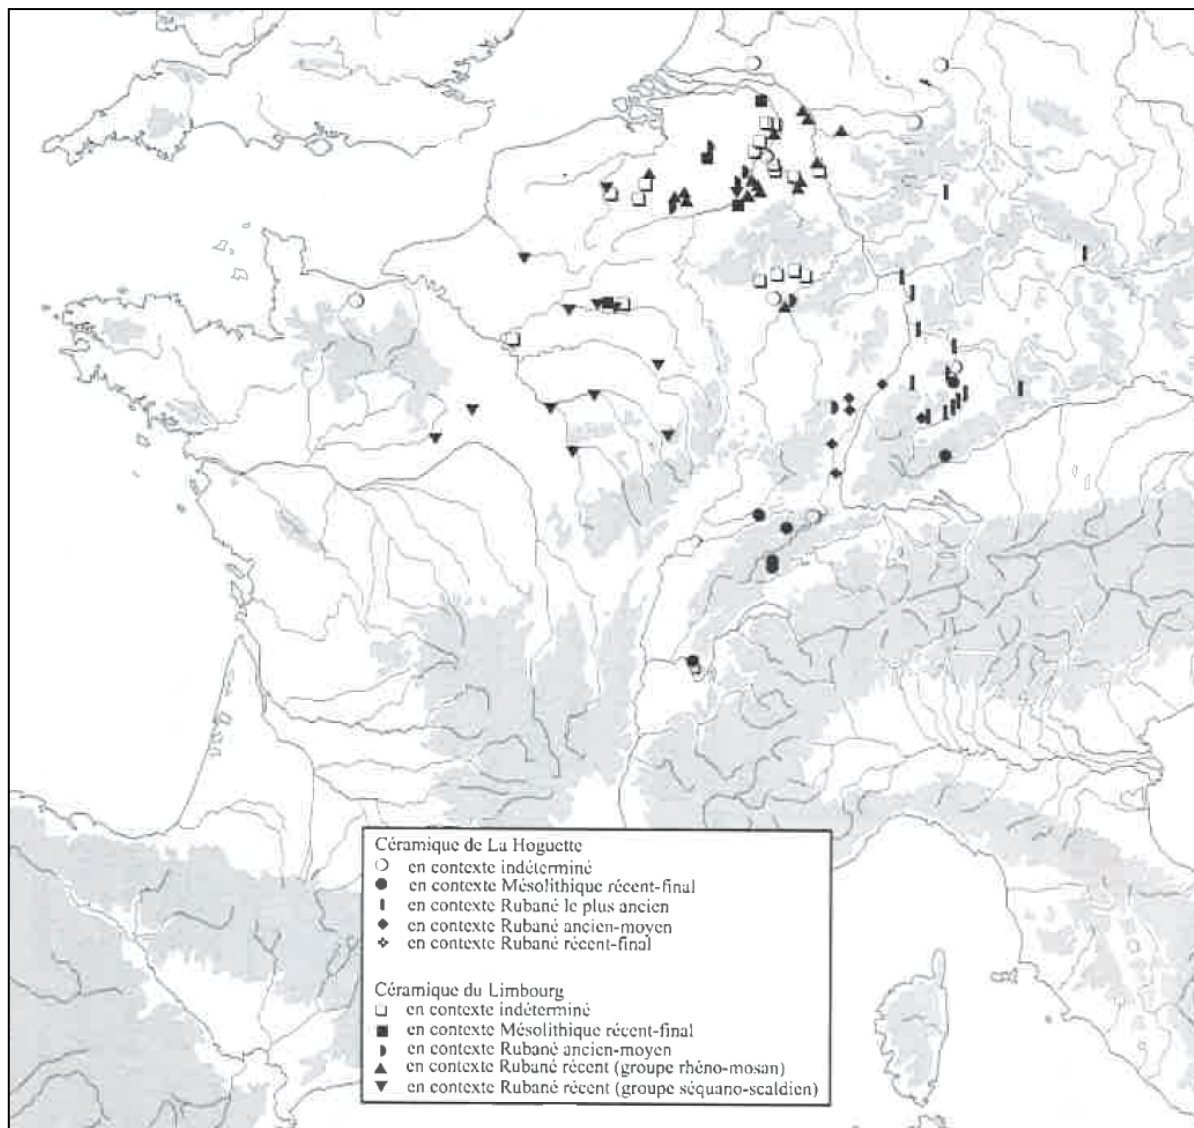 Céramique de La Hoguette
en contexte indéterminé
en contexte Mésolithique récent-final
en contexte Rubané le plus ancien
en contexte Rubané ancien-moyen
en contexte Rubané récent-final
Céramique du Limbourg
en contexte indéterminé
en contexte Mésolithique récent-final
en contexte Rubané ancien-moyen
en contexte Rubané récent (groupe rhéno-mosan)
en contexte Rubané récent (groupe séquano-scaldien)